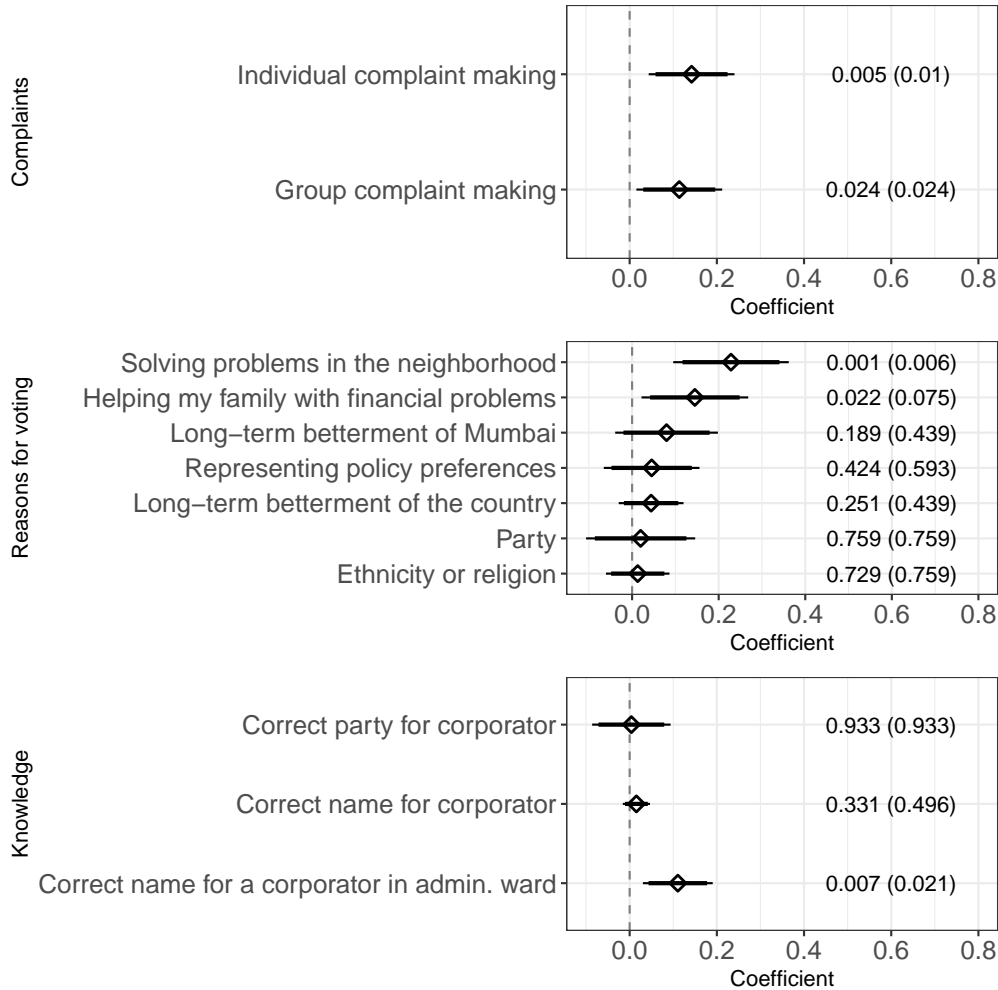 Complaints
Individual complaint making 0.005 (0.01)
Group complaint making 0.024 (0.024)
0.0 0.2 0.4 0.6 0.8
Coefficient
Reasons for voting
Solving problems in the neighborhood 0.001 (0.006)
Helping my family with financial problems 0.022 (0.075)
Long−term betterment of Mumbai 0.189 (0.439)
Representing policy preferences 0.424 (0.593)
Long−term betterment of the country 0.251 (0.439)
Party 0.759 (0.759)
Ethnicity or religion 0.729 (0.759)
0.0 0.2 0.4 0.6 0.8
Coefficient
Knowledge
Correct party for corporator 0.933 (0.933)
Correct name for corporator 0.331 (0.496)
Correct name for a corporator in admin. ward 0.007 (0.021)
0.0 0.2 0.4 0.6 0.8
Coefficient